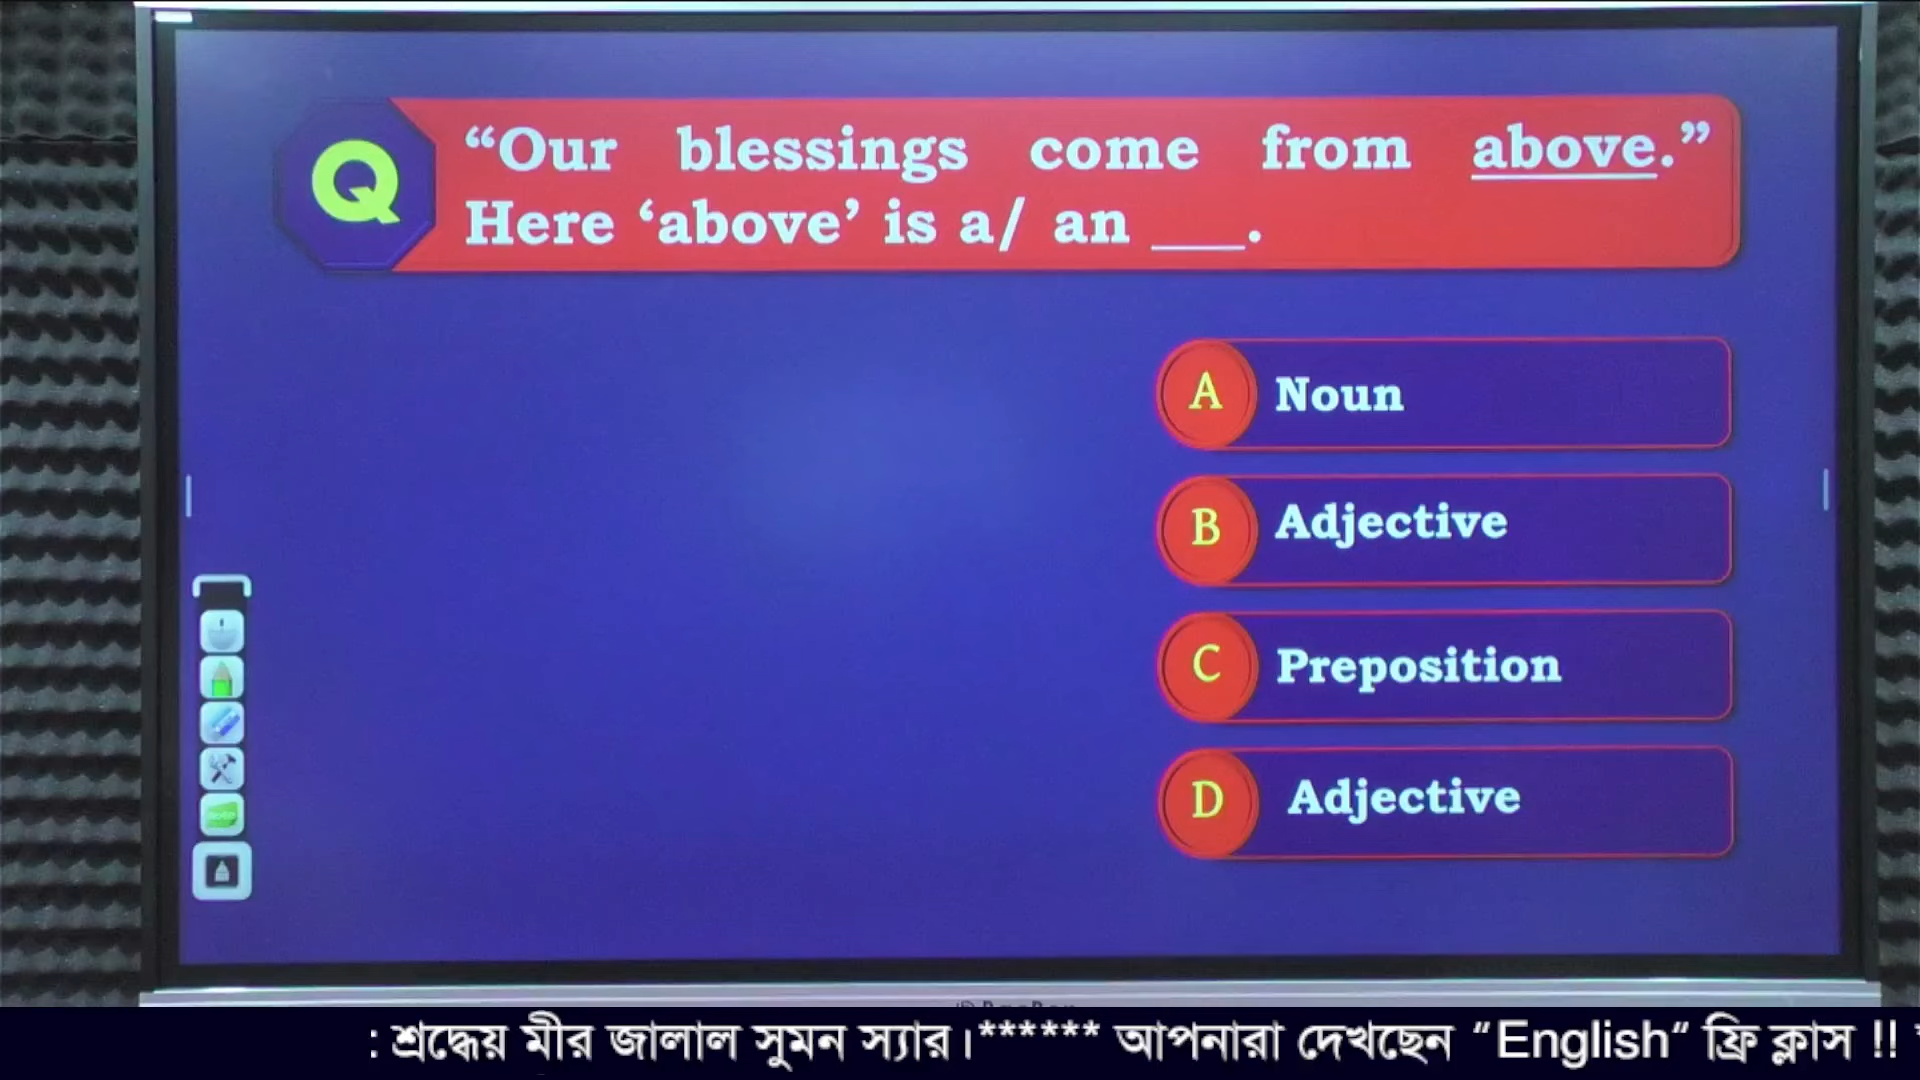 Q
“Our blessings come from above.”
Here ‘above’ is a/ an ___.
A Noun
B Adjective
C Preposition
D Adjective
: শ্রদ্ধেয় মীর জালাল সুমন স্যার।****** আপনারা দেখছেন “English“ ফ্রি ক্লাস !!